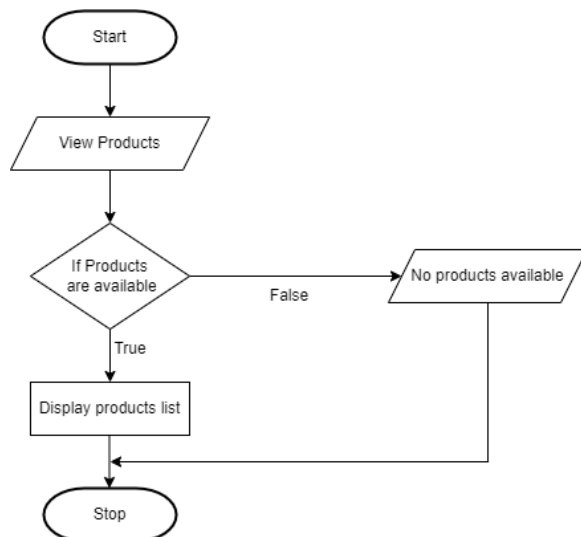 Start
View Products
If Products
are available
False
No products available
True
Display products list
Stop